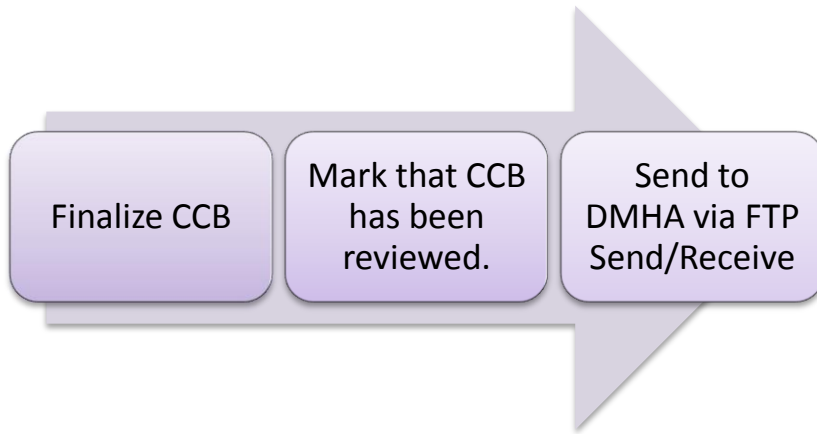 Finalize CCB
Mark that CCB
has been
reviewed.
Send to
DMHA via FTP
Send/Receive